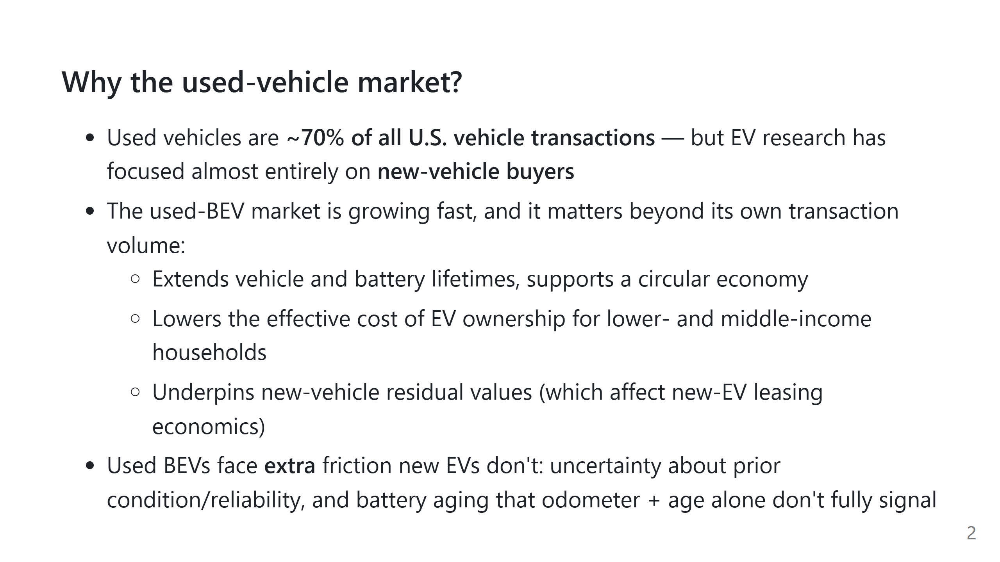 Why the used-vehicle market?
• Used vehicles are ~70% of all U.S. vehicle transactions — but EV research has
focused almost entirely on new-vehicle buyers
• The used-BEV market is growing fast, and it matters beyond its own transaction
volume:
○ Extends vehicle and battery lifetimes, supports a circular economy
○ Lowers the effective cost of EV ownership for lower- and middle-income
households
○ Underpins new-vehicle residual values (which affect new-EV leasing
economics)
• Used BEVs face extra friction new EVs don't: uncertainty about prior
condition/reliability, and battery aging that odometer + age alone don't fully signal
2